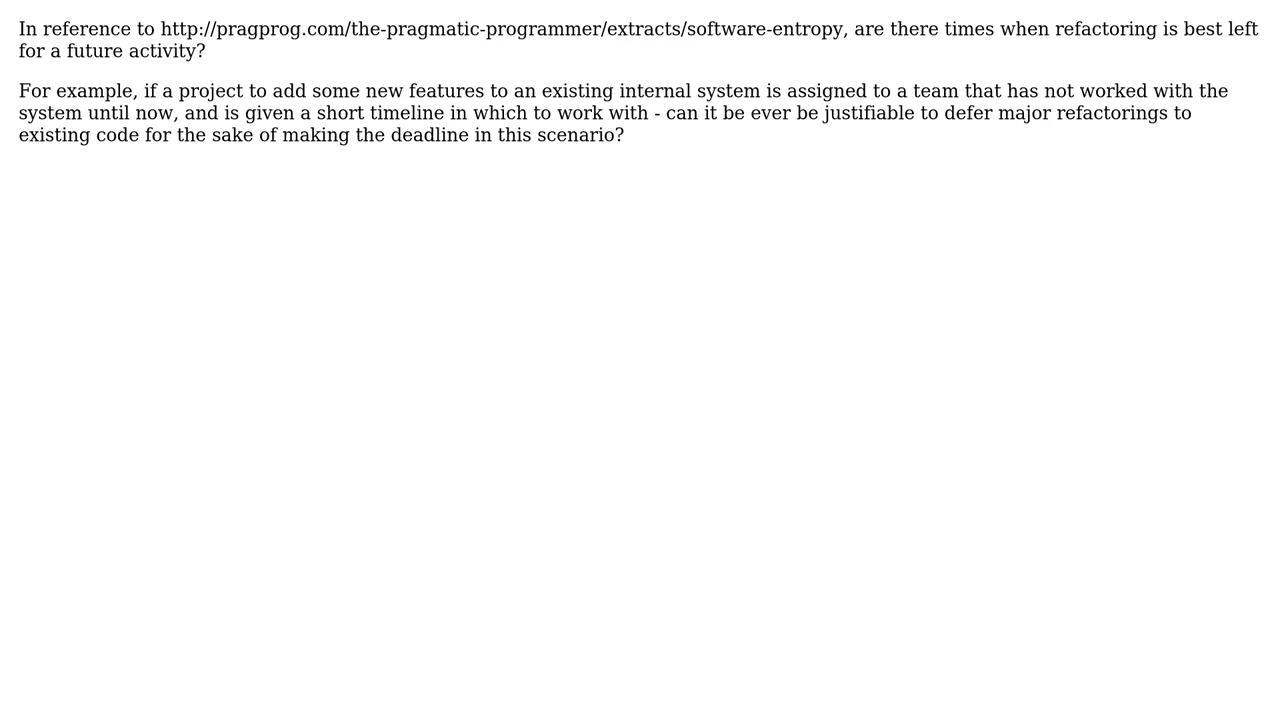 In reference to http://pragprog.com/the-pragmatic-programmer/extracts/software-entropy, are there times when refactoring is best left
for a future activity?
For example, if a project to add some new features to an existing internal system is assigned to a team that has not worked with the
system until now, and is given a short timeline in which to work with - can it be ever be justifiable to defer major refactorings to
existing code for the sake of making the deadline in this scenario?